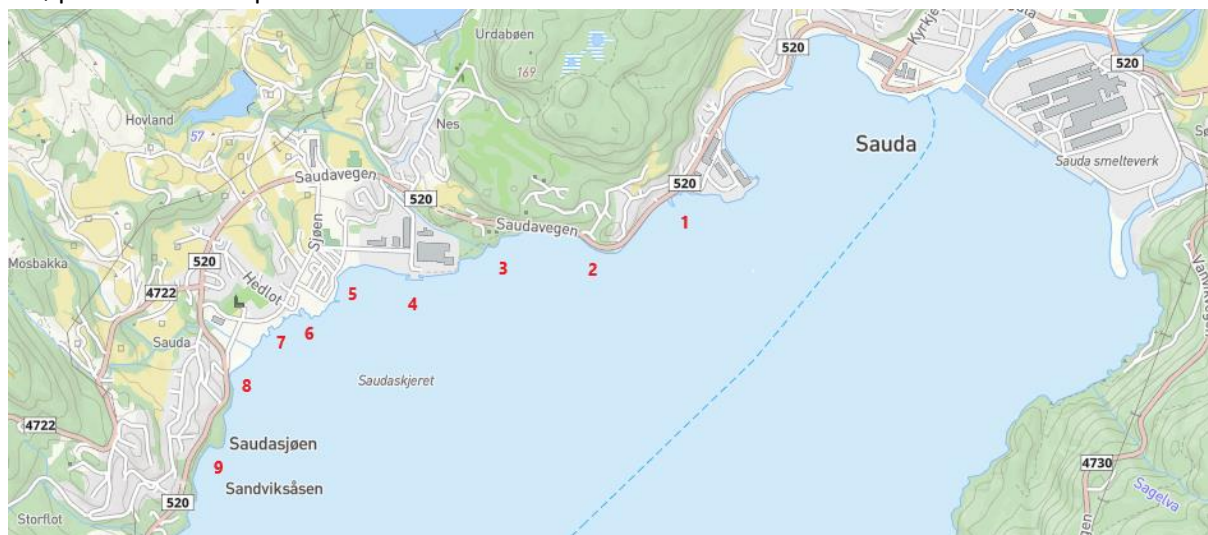 Urdabøen
169
520
Kyrkje
520
Hovland
57
Nes
Sauda
Sauda smelteverk
Saudavegen
520
520
Sjøen
Saudavegen
1
Mosbakka
520
Hedlot
3
2
4722
5
4
6
7
Sauda
8
Saudaskjeret
4722
Saudasjøen
9
4730
Sandviksåsen
Sagelva
520
Storflot